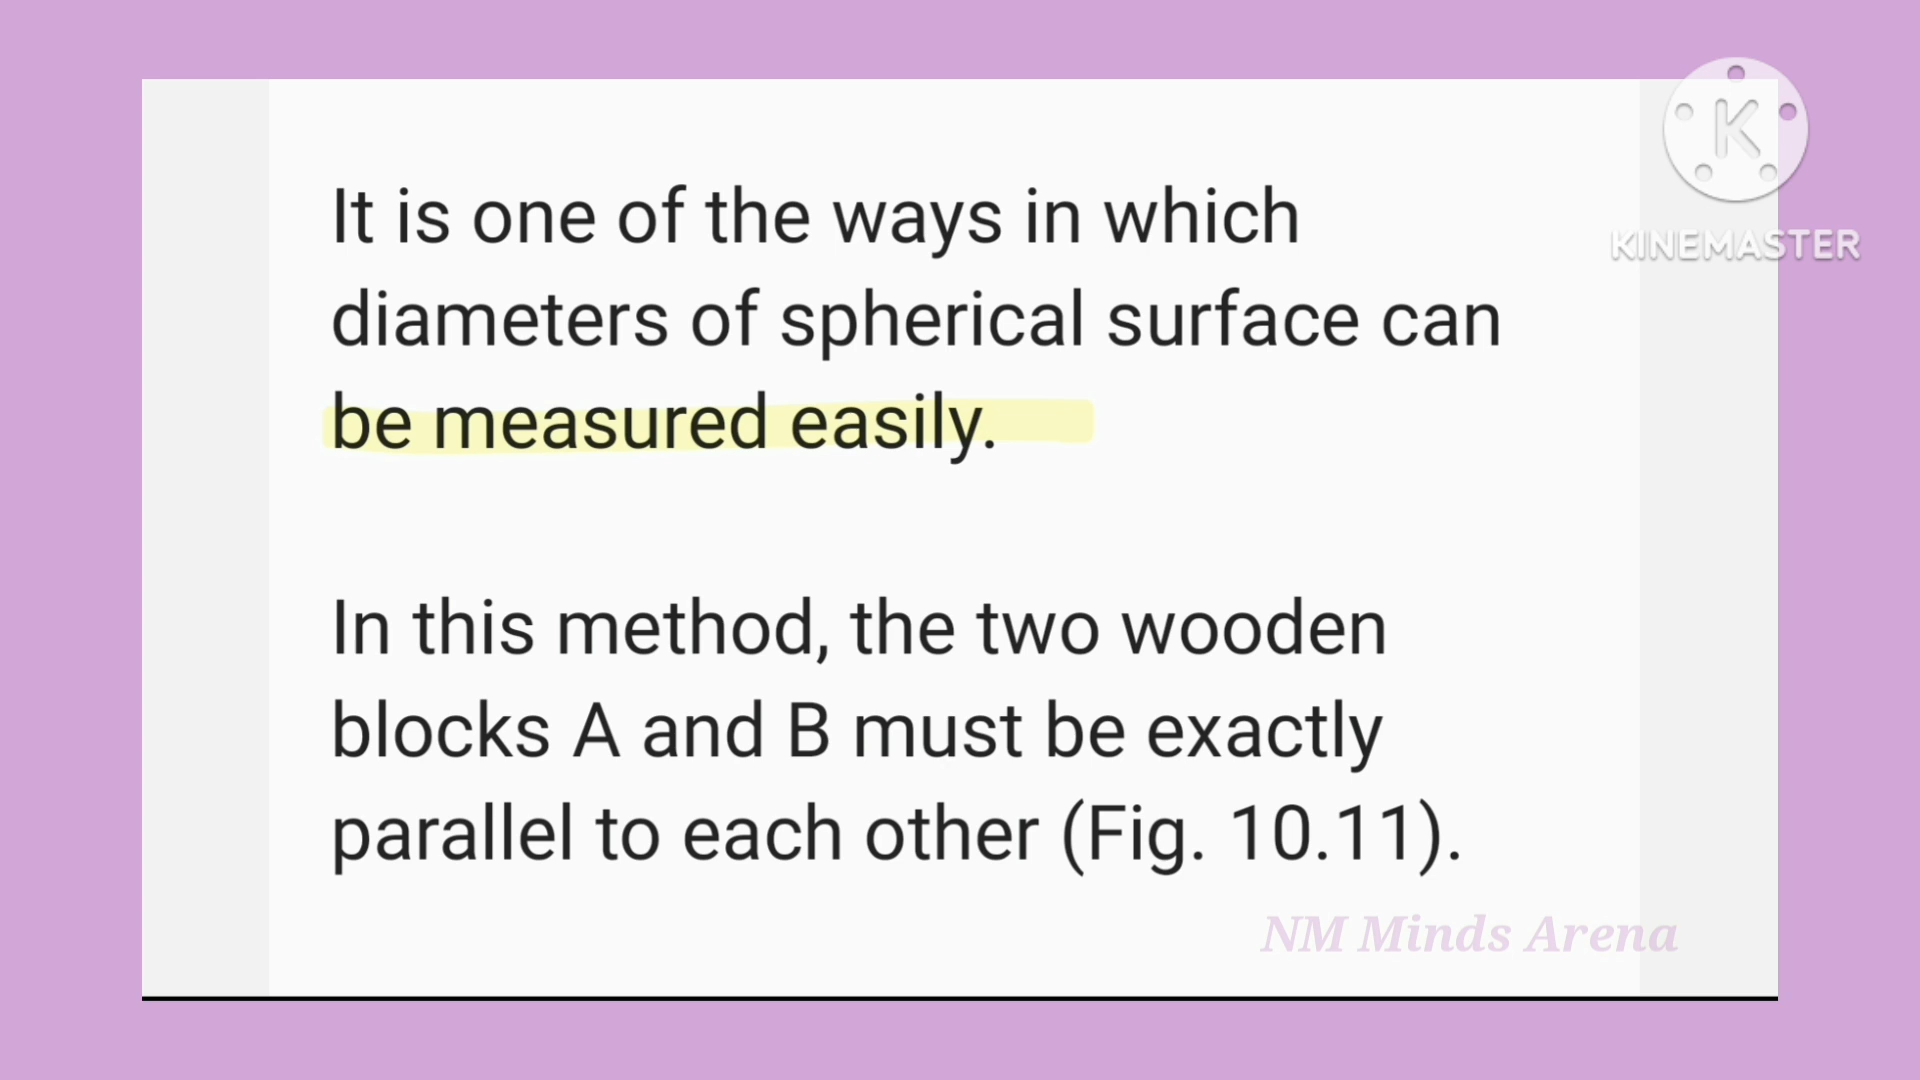 K
KINEMASTER
It is one of the ways in which
diameters of spherical surface can
be measured easily.
In this method, the two wooden
blocks A and B must be exactly
parallel to each other (Fig. 10.11).
NM Minds Arena